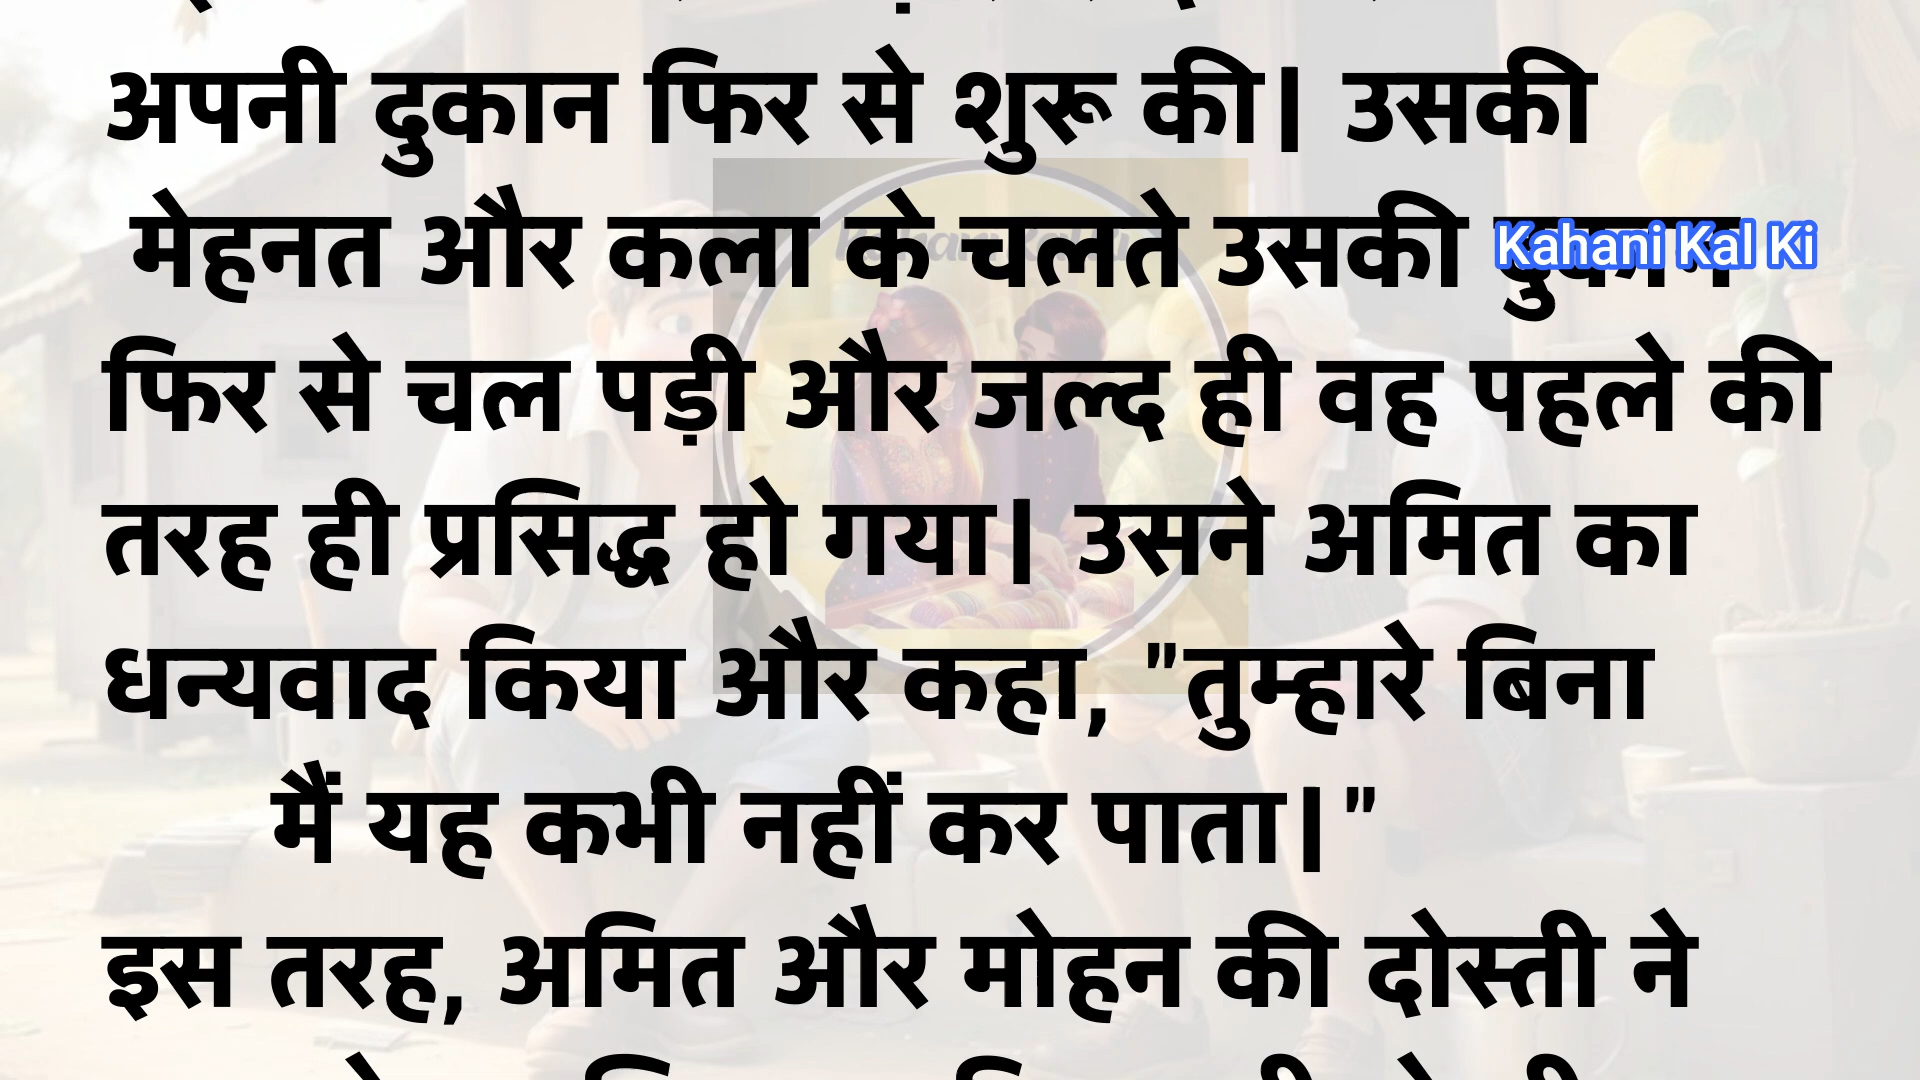 अपनी दुकान फिर से शुरू की। उसकी
मेहनत और कला के चलते उसकी दुकान
Kahani Kal Ki
फिर से चल पड़ी और जल्द ही वह पहले की
तरह ही प्रसिद्ध हो गया। उसने अमित का
धन्यवाद किया और कहा, "तुम्हारे बिना
मैं यह कभी नहीं कर पाता।"
इस तरह, अमित और मोहन की दोस्ती ने